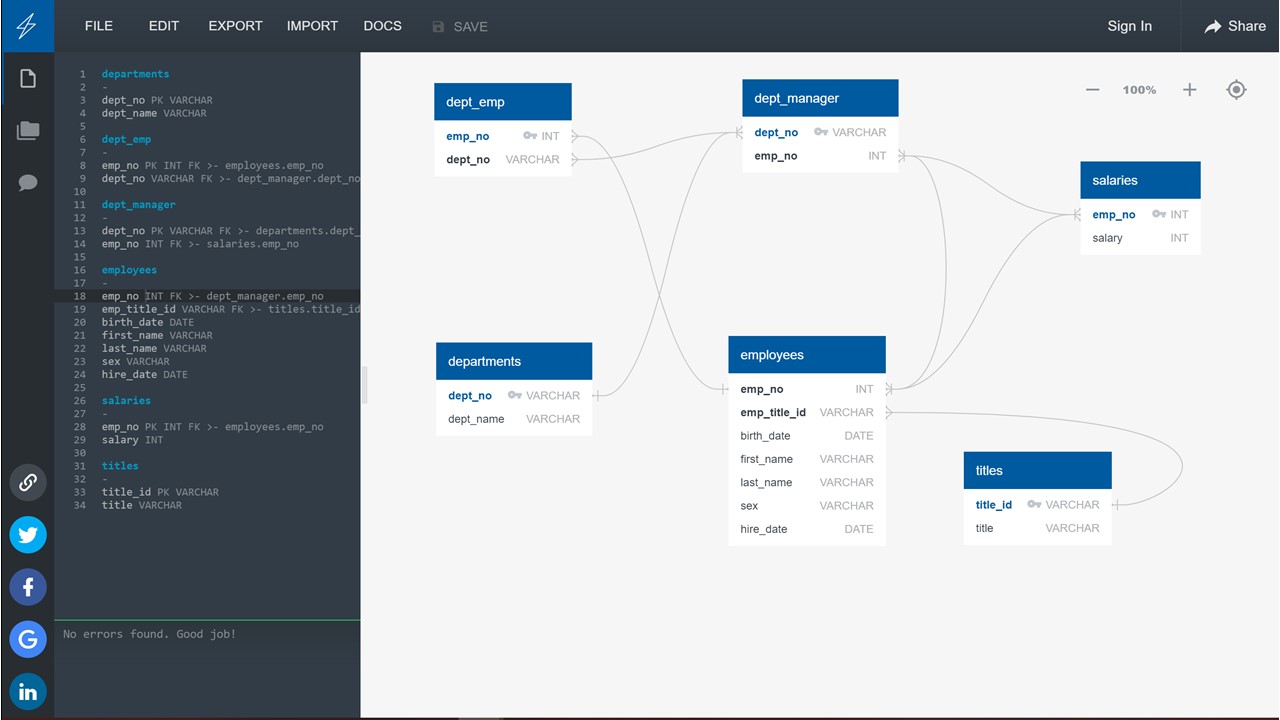 FILE EDIT EXPORT IMPORT DOCS SAVE Sign In Share
1 departments
2 -
3 dept_no PK VARCHAR
4 dept_name VARCHAR
5
6 dept_emp
7 -
8 emp_no PK INT FK >- employees.emp_no
9 dept_no VARCHAR FK >- dept_manager.dept_no
10
11 dept_manager
12 -
13 dept_no PK VARCHAR FK >- departments.dept_
14 emp_no INT FK >- salaries.emp_no
15
16 employees
17 -
18 emp_no INT FK >- dept_manager.emp_no
19 emp_title_id VARCHAR FK >- titles.title_id
20 birth_date DATE
21 first_name VARCHAR
22 last_name VARCHAR
23 sex VARCHAR
24 hire_date DATE
25
26 salaries
27 -
28 emp_no PK INT FK >- employees.emp_no
29 salary INT
30
31 titles
32 -
33 title_id PK VARCHAR
34 title VARCHAR
No errors found. Good job!
100%
dept_emp
emp_no INT
dept_no VARCHAR
dept_manager
dept_no VARCHAR
emp_no INT
salaries
emp_no INT
salary INT
departments
dept_no VARCHAR
dept_name VARCHAR
employees
emp_no INT
emp_title_id VARCHAR
birth_date DATE
first_name VARCHAR
last_name VARCHAR
sex VARCHAR
hire_date DATE
titles
title_id VARCHAR
title VARCHAR
f
G
in